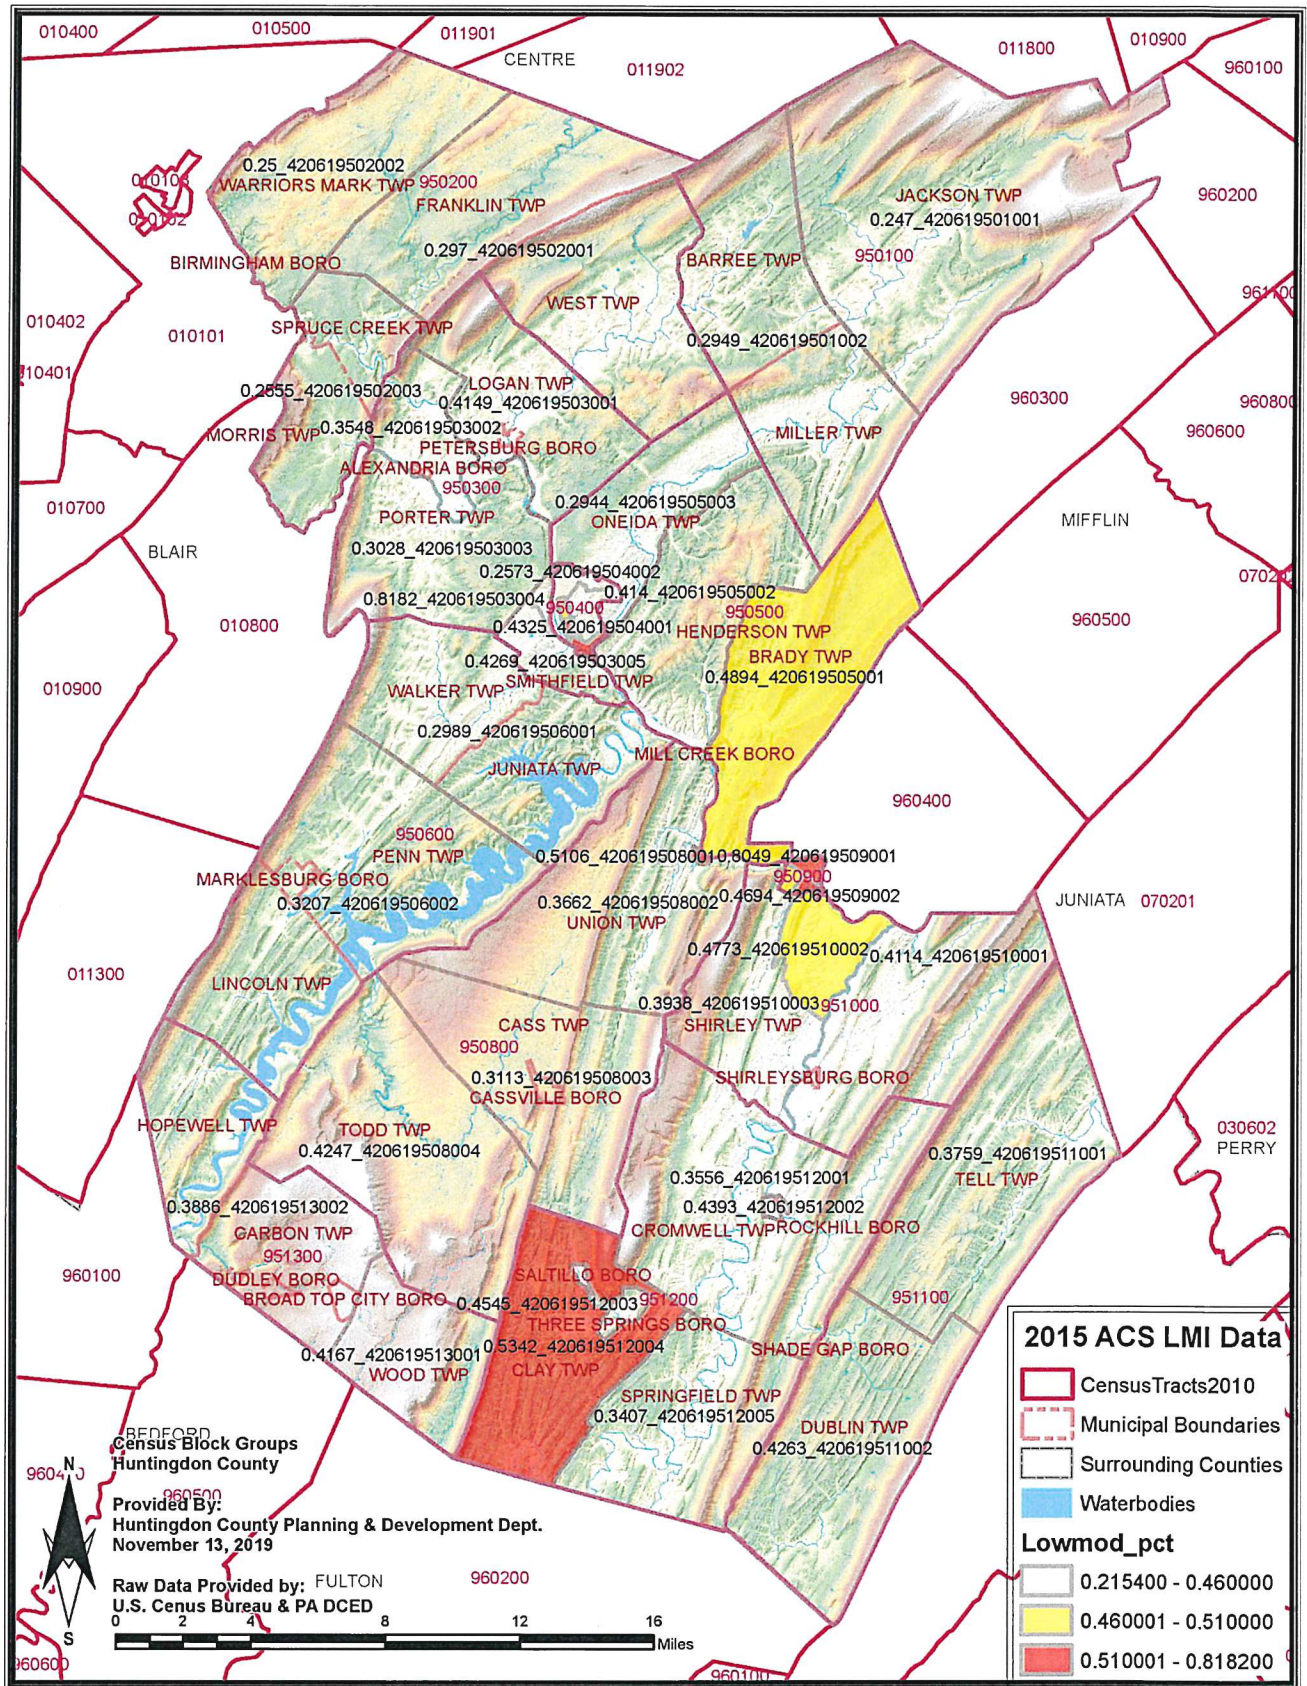 010400
010500
011901
CENTRE
011902
011800
010900
960100
0.25_420619502002
WARRIORS MARK TWP
950200
FRANKLIN TWP
0.297_420619502001
JACKSON TWP
0.247_420619501001
960200
010102
BIRMINGHAM BORO
BARREE TWP
950100
WEST TWP
010402
010101
SPRUCE CREEK TWP
0.2949_420619501002
10401
LOGAN TWP
0.2555_420619502003
0.4149_420619503001
960300
MORRIS TWP
0.3548_420619503002
PETERSBURG BORO
MILLER TWP
960600
ALEXANDRIA BORO
950300
010700
PORTER TWP
0.2944_420619505003
ONEIDA TWP
MIFFLIN
BLAIR
0.3028_420619503003
0.2573_420619504002
0.8182_420619503004
0.414_420619505002
950400
950500
010800
0.4325_420619504001
HENDERSON TWP
960500
BRADY TWP
0.4269_420619503005
0.4894_420619505001
SMITHFIELD TWP
010900
WALKER TWP
0.2989_420619506001
MILL CREEK BORO
JUNIATA TWP
960400
950600
PENN TWP
0.5106_420619508001
0.8049_420619509001
950900
MARKLESBURG BORO
0.3207_420619506002
0.3662_420619508002
0.4694_420619509002
UNION TWP
JUNIATA
070201
0.4773_420619510002
0.4114_420619510001
011300
LINCOLN TWP
0.3938_420619510003
951000
CASS TWP
SHIRLEY TWP
950800
0.3113_420619508003
CASSVILLE BORO
SHIRLEYSBURG BORO
HOPEWELL TWP
TODD TWP
0.4247_420619508004
030602
PERRY
0.3759_420619511001
TELL TWP
0.3556_420619512001
0.4393_420619512002
0.3886_420619513002
CROMWELL TWP
ROCKHILL BORO
GARBON TWP
951300
960100
DUDLEY BORO
BROAD TOP CITY BORO
SALTILLO BORO
0.4545_420619512003
951200
951100
THREE SPRINGS BORO
0.5342_420619512004
SHADE GAP BORO
0.4167_420619513001
WOOD TWP
CLAY TWP
SPRINGFIELD TWP
0.3407_420619512005
DUBLIN TWP
0.4263_420619511002
BEDFORD
Census Block Groups
Huntingdon County
N
960500
Provided By:
Huntingdon County Planning & Development Dept.
November 13, 2019
Raw Data Provided by:
FULTON
960200
U.S. Cenus Bureau & PA DCED
0 2 4 8 12 16
Miles
S
960600
960100
2015 ACS LMI Data
CensusTracts2010
Municipal Boundaries
Surrounding Counties
Waterbodies
Lowmod_pct
0.215400 - 0.460000
0.460001 - 0.510000
0.510001 - 0.818200